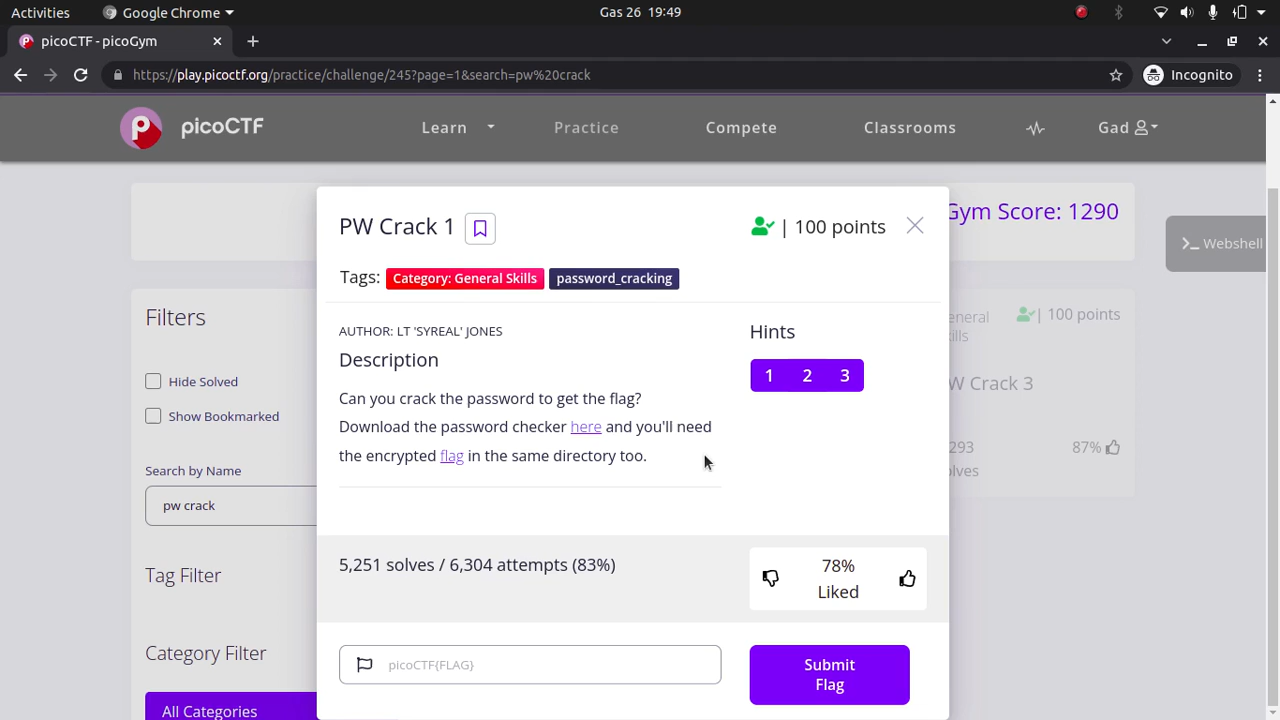 Activities
Google Chrome
Gas 26 19:49
picoCTF - picoGym
https://play.picoctf.org/practice/challenge/245?page=1&search=pw%20crack
Incognito
picoCTF
Learn
Practice
Compete
Classrooms
Gad
Gym Score: 1290
Webshell
PW Crack 1
| 100 points
Tags: Category: General Skills password_cracking
AUTHOR: LT 'SYREAL' JONES
Description
Can you crack the password to get the flag?
Download the password checker here and you'll need
the encrypted flag in the same directory too.
Hints
1 2 3
5,251 solves / 6,304 attempts (83%)
78%
Liked
picoCTF{FLAG}
Submit
Flag
Filters
Hide Solved
Show Bookmarked
Search by Name
pw crack
Tag Filter
Category Filter
All Categories
| 100 points
W Crack 3
293
87%